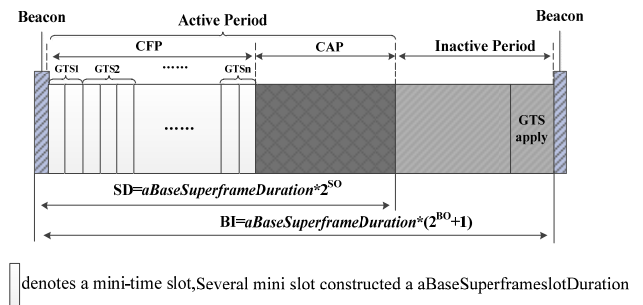 Beacon
Active Period
Beacon
CFP
CAP
Inactive Period
GTS1 GTS2 ...... GTSn
......
GTS
apply
SD=aBaseSuperframeDuration*2^SO
BI=aBaseSuperframeDuration*(2^BO+1)
denotes a mini-time slot,Several mini slot constructed a aBaseSuperframeslotDuration